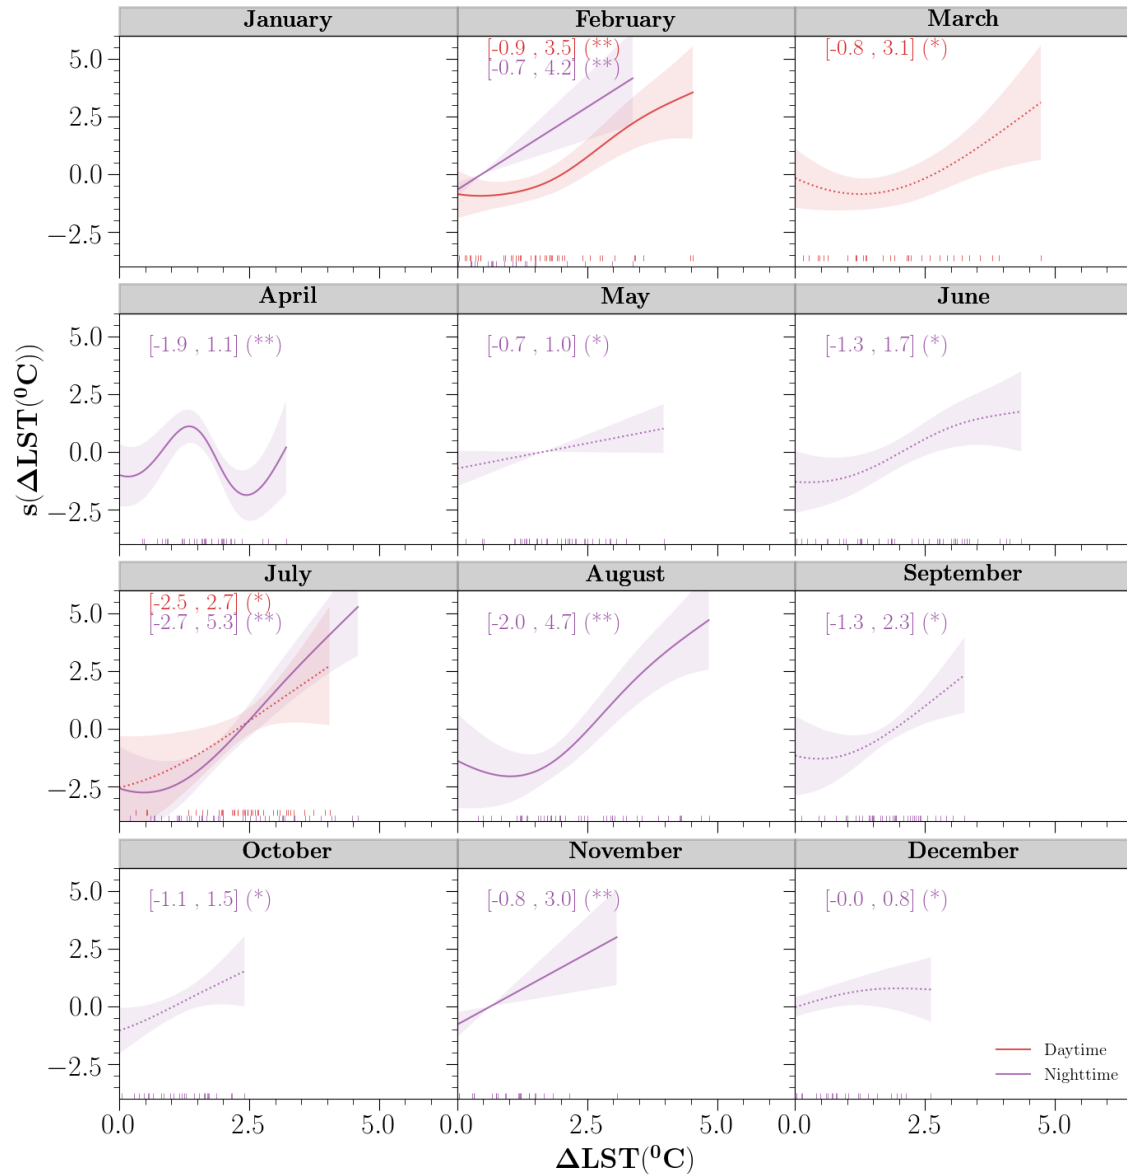 January
February
March
5.0
2.5
0.0
−2.5
[-0.9 , 3.5] (**)
[-0.7 , 4.2] (**)
[-0.8 , 3.1] (*)
April
May
June
5.0
2.5
0.0
−2.5
[-1.9 , 1.1] (**)
[-0.7 , 1.0] (*)
[-1.3 , 1.7] (*)
s(ΔLST(⁰C))
July
August
September
5.0
2.5
0.0
−2.5
[-2.5 , 2.7] (*)
[-2.7 , 5.3] (**)
[-2.0 , 4.7] (**)
[-1.3 , 2.3] (*)
October
November
December
5.0
2.5
0.0
−2.5
[-1.1 , 1.5] (*)
[-0.8 , 3.0] (**)
[-0.0 , 0.8] (*)
Daytime
Nighttime
0.0 2.5 5.0 0.0 2.5 5.0 0.0 2.5 5.0
ΔLST(⁰C)